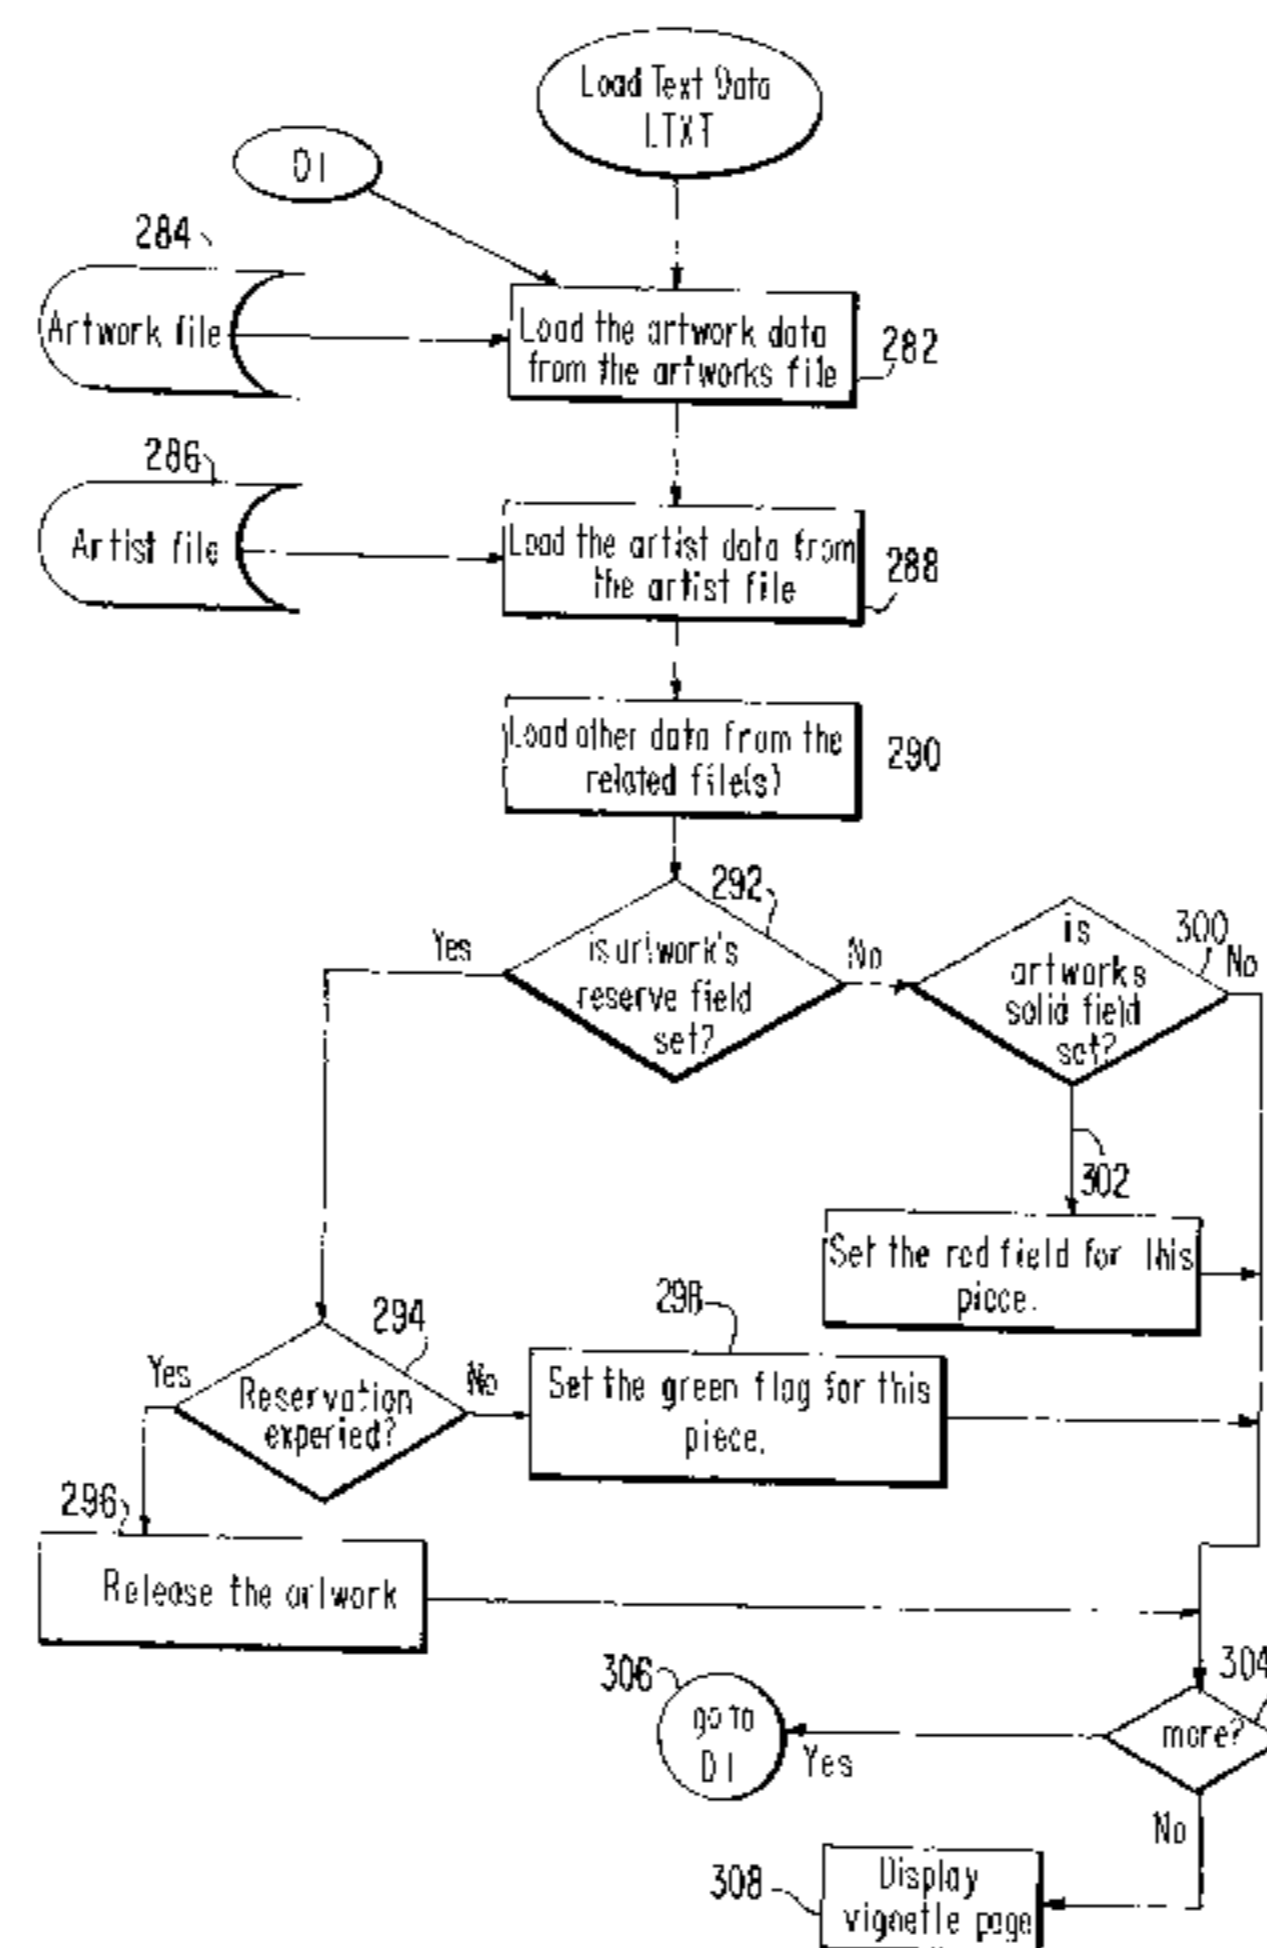 Load Text Data
LTXT
D1
284
Artwork file
Load the artwork data
from the artworks file
282
286
Artist file
Load the artist data from
the artist file
288
Load other data from the
related file(s)
290
292
Yes
is artwork's
reserve field
set?
No
is
artworks
solid field
set?
300
No
302
Set the red field for this
piece.
294
Yes
Reservation
experied?
No
298
Set the green flag for this
piece.
296
Release the artwork
306
go to
D1
Yes
304
more?
No
308
Display
vignette page